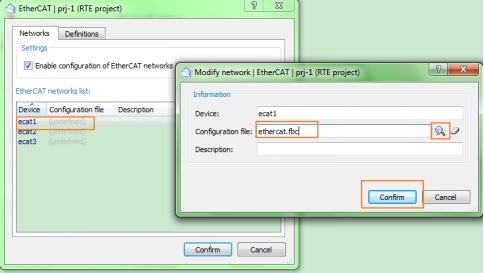 EtherCAT | prj-1 (RTE project)
Networks
Definitions
Settings
Enable configuration of EtherCAT networks
EtherCAT networks list:
Device Configuration file Description
ecat1 (undefined)
ecat2 (undefined)
ecat3 (undefined)
Confirm
Cancel
Modify network | EtherCAT | prj-1 (RTE project)
Information
Device: ecat1
Configuration file: ethercat.fbc
Description:
Confirm
Cancel